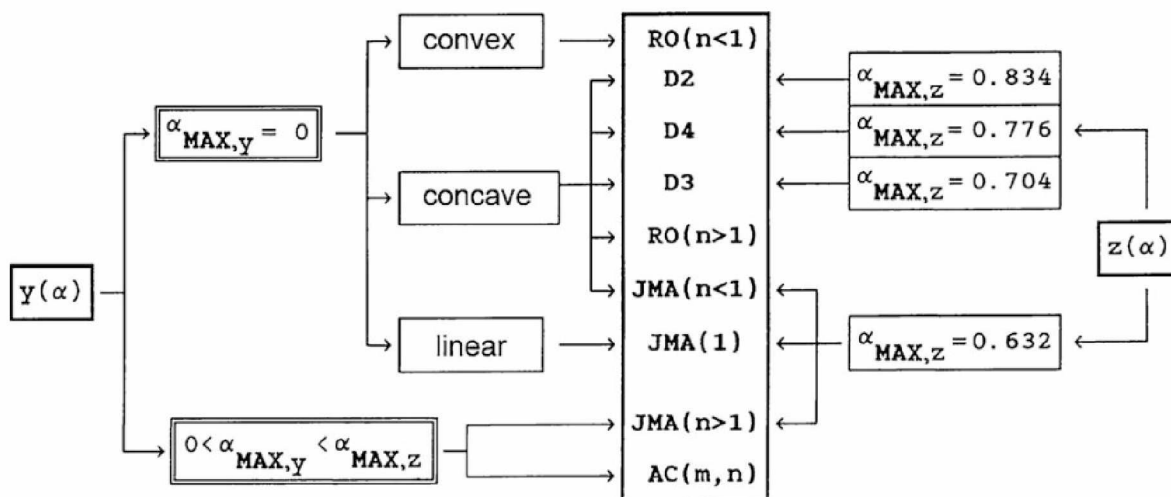 convex
RO(n<1)
D2
α MAX,z = 0.834
α MAX,y = 0
D4
α MAX,z = 0.776
concave
D3
α MAX,z = 0.704
RO(n>1)
z(α)
y(α)
JMA(n<1)
linear
JMA(1)
α MAX,z = 0.632
JMA(n>1)
0< α MAX,y < α MAX,z
AC(m,n)